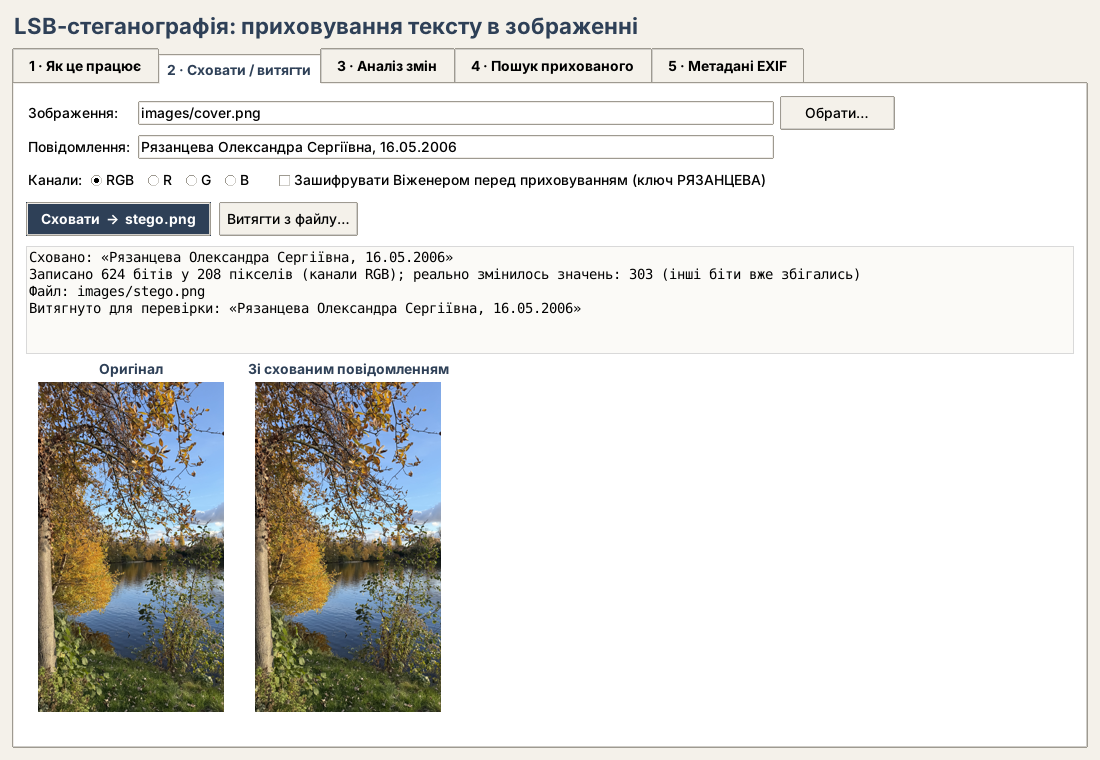 LSB-стеганографія: приховування тексту в зображенні
1 · Як це працює
2 · Сховати / витягти
3 · Аналіз змін
4 · Пошук прихованого
5 · Метадані EXIF
Зображення: images/cover.png Обрати...
Повідомлення: Рязанцева Олександра Сергіївна, 16.05.2006
Канали: RGB R G B Зашифрувати Віженером перед приховуванням (ключ РЯЗАНЦЕВА)
Сховати → stego.png Витягти з файлу...
Сховано: «Рязанцева Олександра Сергіївна, 16.05.2006»
Записано 624 бітів у 208 пікселів (канали RGB); реально змінилось значень: 303 (інші біти вже збігались)
Файл: images/stego.png
Витягнуто для перевірки: «Рязанцева Олександра Сергіївна, 16.05.2006»
Оригінал Зі схованим повідомленням